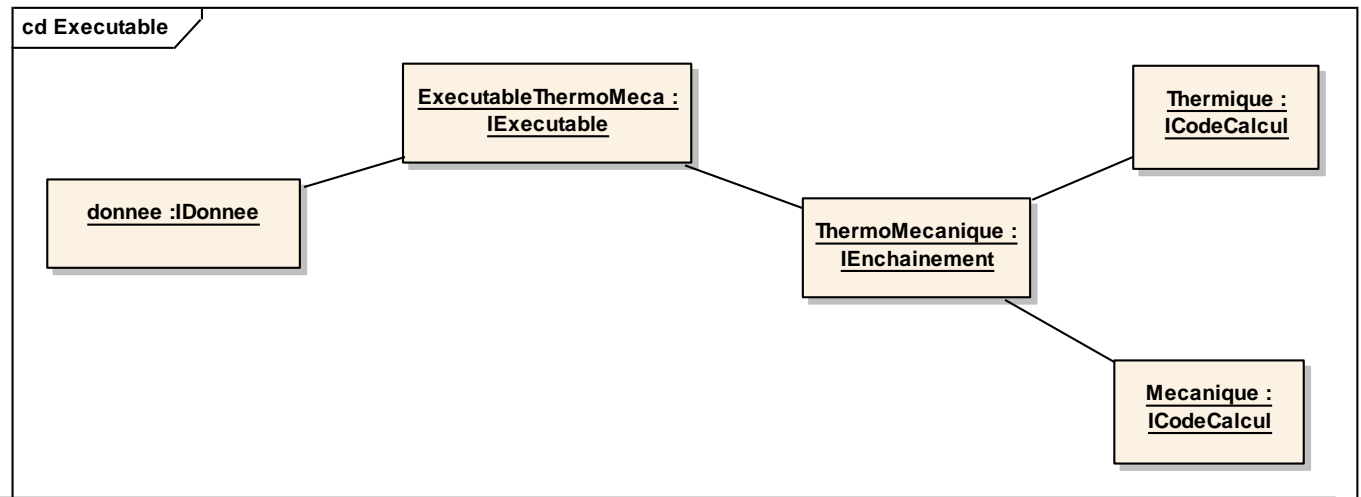 cd Executable
ExecutableThermoMeca :
IExecutable
Thermique :
ICodeCalcul
donnee :IDonnee
ThermoMecanique :
IEnchainement
Mecanique :
ICodeCalcul